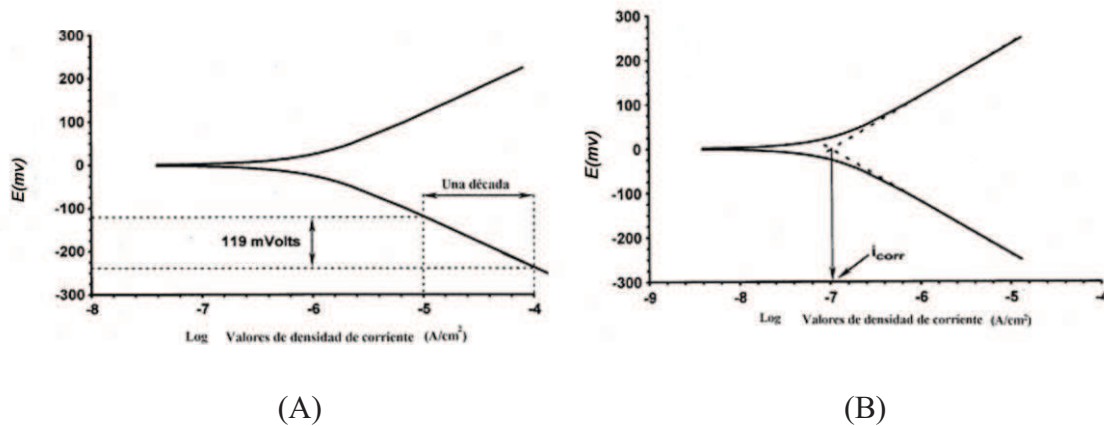 300
200
100
0
-100
-200
-300
E(mv)
Una década
119 mVolts
-8
-7
-6
-5
-4
Log Valores de densidad de corriente (A/cm²)
(A)
300
200
100
0
-100
-200
-300
E(mv)
icorr
-9
-8
-7
-6
-5
-4
Log Valores de densidad de corriente (A/cm²)
(B)